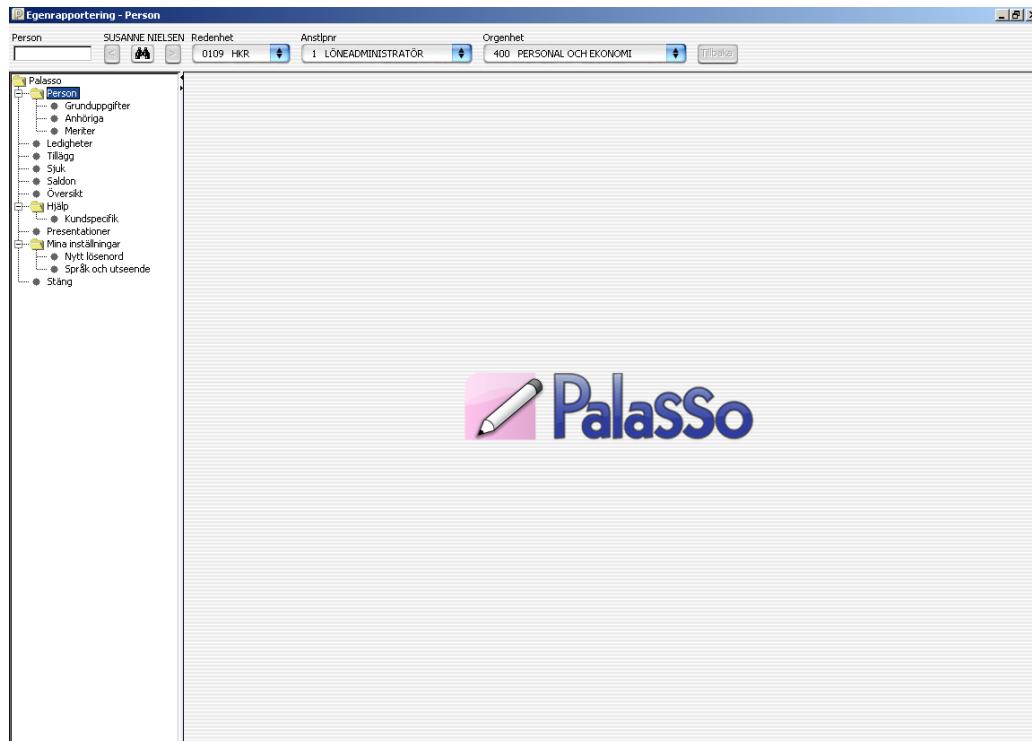 Egenrapportering - Person
Person SUSANNE NIELSEN Redenhet Anstlpnr Orgenhet
< > 0109 HKR 1 LÖNEADMINISTRATÖR 400 PERSONAL OCH EKONOMI Tillbaka
Palasso
Person
Grunduppgifter
Anhöriga
Meriter
Ledigheter
Tillägg
Sjuk
Saldon
Översikt
Hjälp
Kundspecifik
Presentationer
Mina inställningar
Nytt lösenord
Språk och utseende
Stäng
PalaSSo